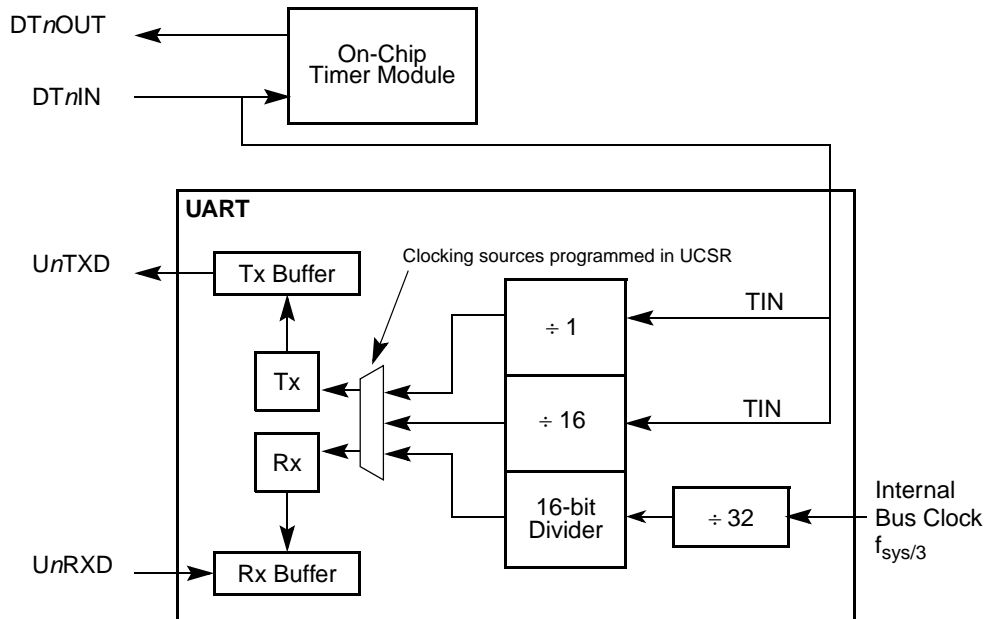 DTnOUT
On-Chip
Timer Module
DTnIN
UART
Clocking sources programmed in UCSR
UnTXD
Tx Buffer
÷ 1
TIN
Tx
÷ 16
TIN
Rx
16-bit
Divider
÷ 32
Internal
Bus Clock
fsys/3
UnRXD
Rx Buffer